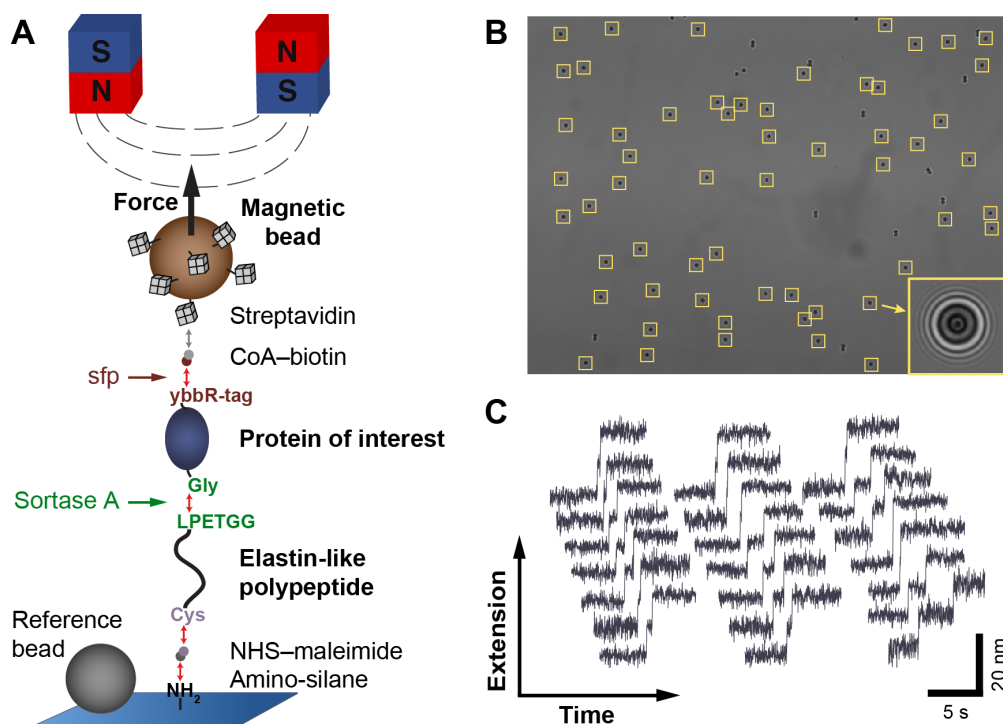 A
S
N
N
S
Force
Magnetic
bead
Streptavidin
CoA–biotin
sfp
ybbR-tag
Protein of interest
Gly
Sortase A
LPETGG
Elastin-like
polypeptide
Cys
Reference
bead
NHS–maleimide
Amino-silane
NH2
B
C
Extension
Time
20 nm
5 s